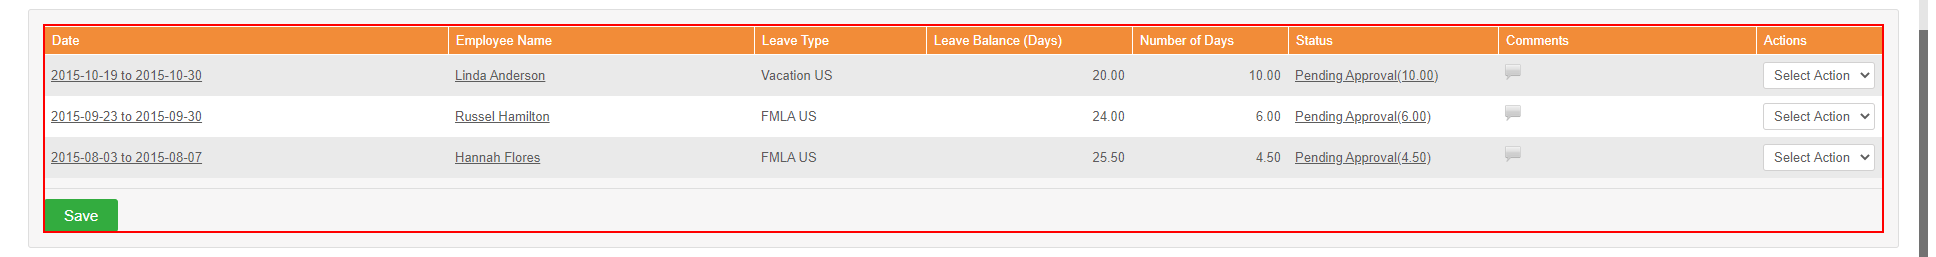 Date Employee Name Leave Type Leave Balance (Days) Number of Days Status Comments Actions
2015-10-19 to 2015-10-30 Linda Anderson Vacation US 20.00 10.00 Pending Approval(10.00) Select Action
2015-09-23 to 2015-09-30 Russel Hamilton FMLA US 24.00 6.00 Pending Approval(6.00) Select Action
2015-08-03 to 2015-08-07 Hannah Flores FMLA US 25.50 4.50 Pending Approval(4.50) Select Action
Save